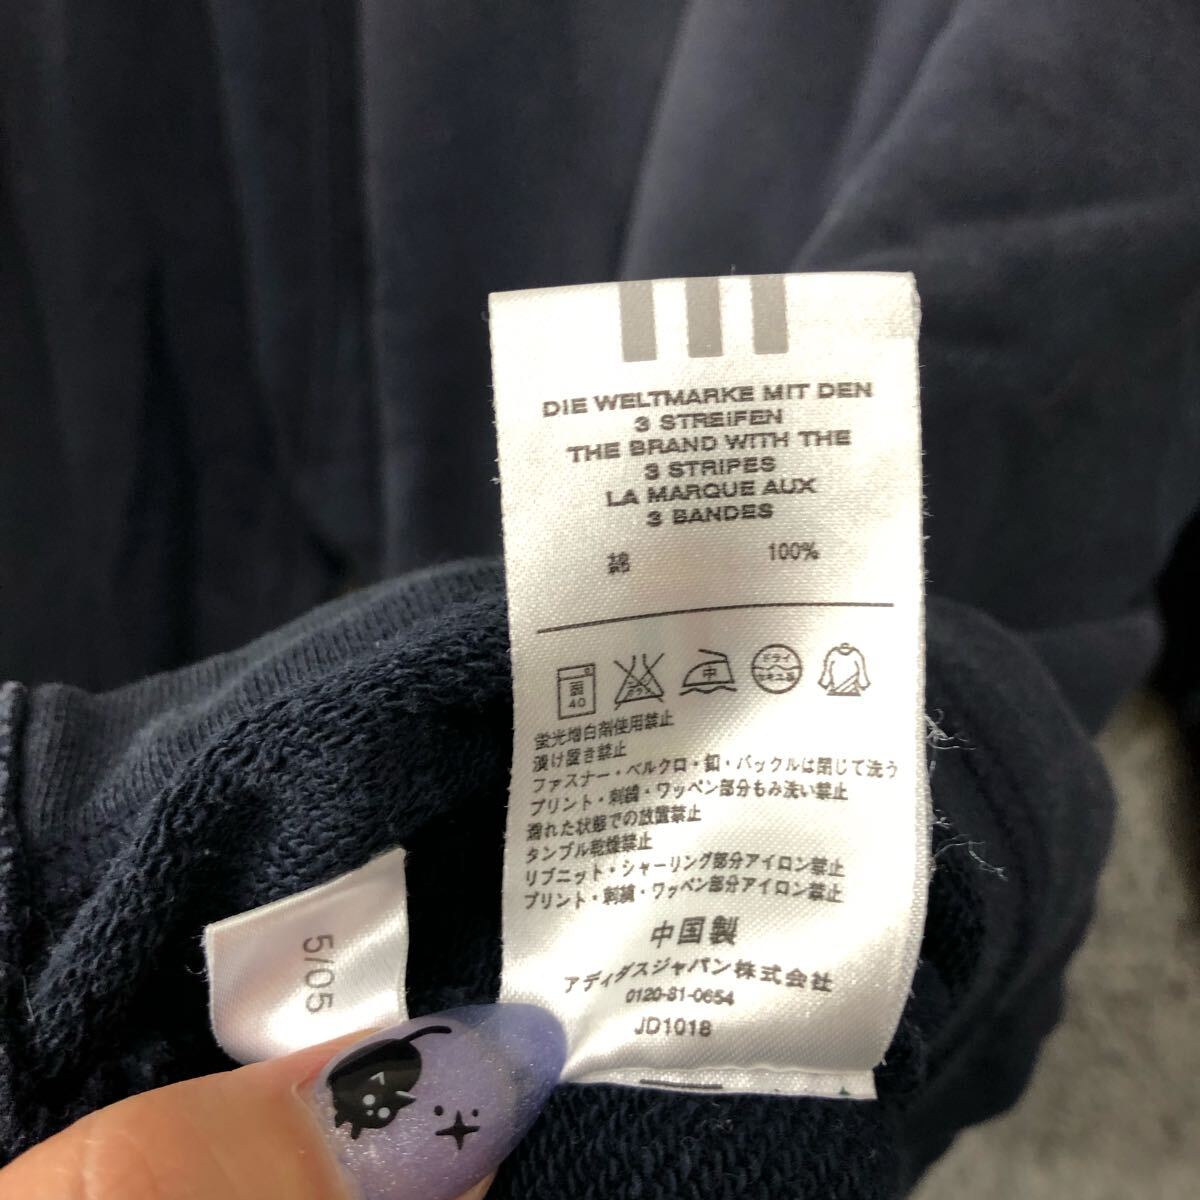 DIE WELTMARKE MIT DEN
3 STREIFEN
THE BRAND WITH THE
3 STRIPES
LA MARQUE AUX
3 BANDES
綿 100%
弱 40 中 ドライ
蛍光増白剤使用禁止
漬け置き禁止
ファスナー・ベルクロ・釦・バックルは閉じて洗う
プリント・刺繍・ワッペン部分もみ洗い禁止
濡れた状態での放置禁止
タンブル乾燥禁止
リブニット・シャーリング部分アイロン禁止
プリント・刺繍・ワッペン部分アイロン禁止
中国製
アディダスジャパン株式会社
0120-81-0654
JD1018
5/05